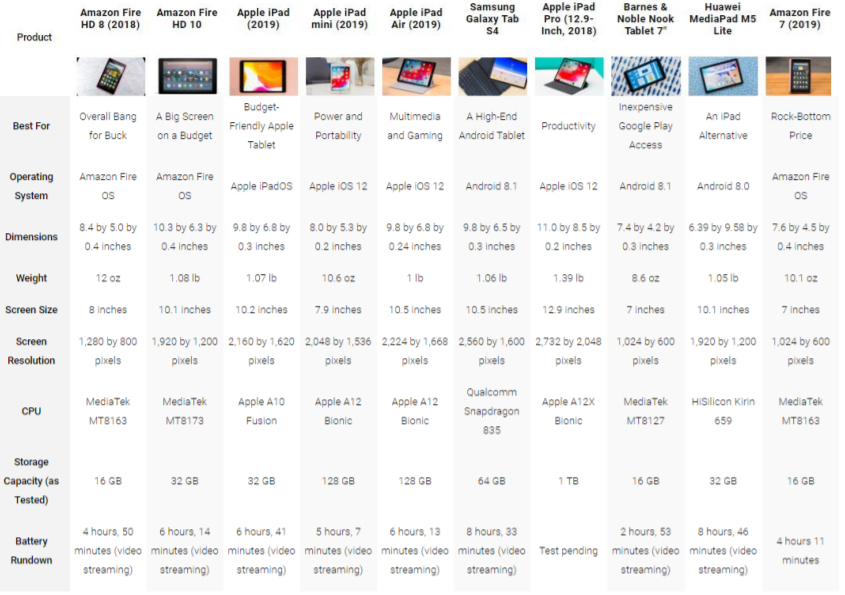 Product
Amazon Fire
HD 8 (2018)
Amazon Fire
HD 10
Apple iPad
(2019)
Apple iPad
mini (2019)
Apple iPad
Air (2019)
Samsung
Galaxy Tab
S4
Apple iPad
Pro (12.9-
Inch, 2018)
Barnes &
Noble Nook
Tablet 7"
Huawei
MediaPad M5
Lite
Amazon Fire
7 (2019)
Best For
Overall Bang
for Buck
A Big Screen
on a Budget
Budget-
Friendly Apple
Tablet
Power and
Portability
Multimedia
and Gaming
A High-End
Android Tablet
Productivity
Inexpensive
Google Play
Access
An iPad
Alternative
Rock-Bottom
Price
Operating
System
Amazon Fire
OS
Amazon Fire
OS
Apple iPadOS
Apple iOS 12
Apple iOS 12
Android 8.1
Apple iOS 12
Android 8.1
Android 8.0
Amazon Fire
OS
Dimensions
8.4 by 5.0 by
0.4 inches
10.3 by 6.3 by
0.4 inches
9.8 by 6.8 by
0.3 inches
8.0 by 5.3 by
0.2 inches
9.8 by 6.8 by
0.24 inches
9.8 by 6.5 by
0.3 inches
11.0 by 8.5 by
0.2 inches
7.4 by 4.2 by
0.3 inches
6.39 by 9.58 by
0.3 inches
7.6 by 4.5 by
0.4 inches
Weight
12 oz
1.08 lb
1.07 lb
10.6 oz
1 lb
1.06 lb
1.39 lb
8.6 oz
1.05 lb
10.1 oz
Screen Size
8 inches
10.1 inches
10.2 inches
7.9 inches
10.5 inches
10.5 inches
12.9 inches
7 inches
10.1 inches
7 inches
Screen
Resolution
1,280 by 800
pixels
1,920 by 1,200
pixels
2,160 by 1,620
pixels
2,048 by 1,536
pixels
2,224 by 1,668
pixels
2,560 by 1,600
pixels
2,732 by 2,048
pixels
1,024 by 600
pixels
1,920 by 1,200
pixels
1,024 by 600
pixels
CPU
MediaTek
MT8163
MediaTek
MT8173
Apple A10
Fusion
Apple A12
Bionic
Apple A12
Bionic
Qualcomm
Snapdragon
835
Apple A12X
Bionic
MediaTek
MT8127
HiSilicon Kirin
659
MediaTek
MT8163
Storage
Capacity (as
Tested)
16 GB
32 GB
32 GB
128 GB
128 GB
64 GB
1 TB
16 GB
32 GB
16 GB
Battery
Rundown
4 hours, 50
minutes (video
streaming)
6 hours, 14
minutes (video
streaming)
6 hours, 41
minutes (video
streaming)
5 hours, 7
minutes (video
streaming)
6 hours, 13
minutes (video
streaming)
8 hours, 33
minutes (video
streaming)
Test pending
2 hours, 53
minutes (video
streaming)
8 hours, 46
minutes (video
streaming)
4 hours 11
minutes